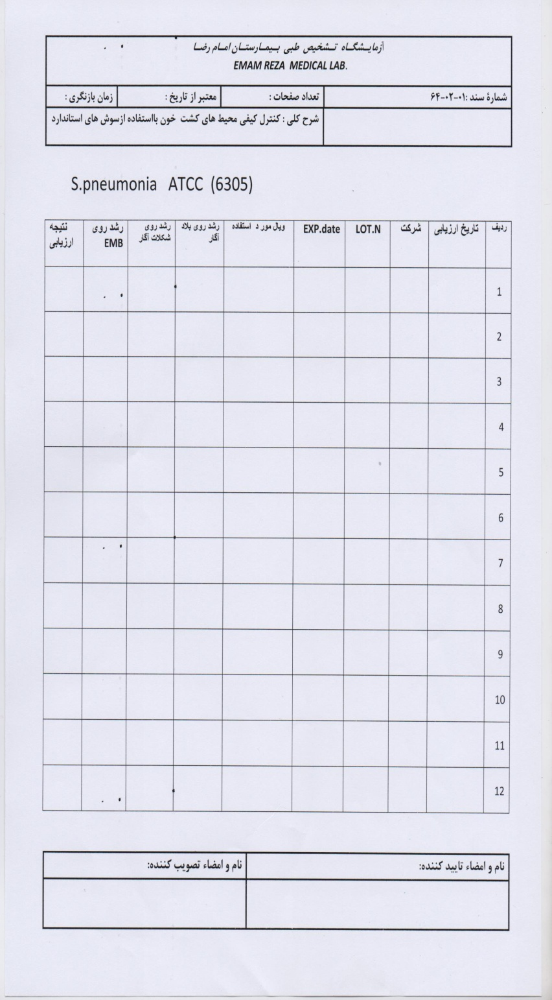 آزمایشگاه تشخیص طبی بیمارستان امام رضا
EMAM REZA MEDICAL LAB.
شمارهٔ سند :۰۱-۰۲-۶۴ تعداد صفحات : معتبر از تاریخ : زمان بازنگری :
شرح کلی : کنترل کیفی محیط های کشت خون بااستفاده ازسوش های استاندارد
S.pneumonia ATCC (6305)
ردیف تاریخ ارزیابی شرکت LOT.N EXP.date ویال مور د استفاده رشد روی بلاد آگار رشد روی شکلات آگار رشد روی EMB نتیجه ارزیابی
1
2
3
4
5
6
7
8
9
10
11
12
نام و امضاء تایید کننده: نام و امضاء تصویب کننده: